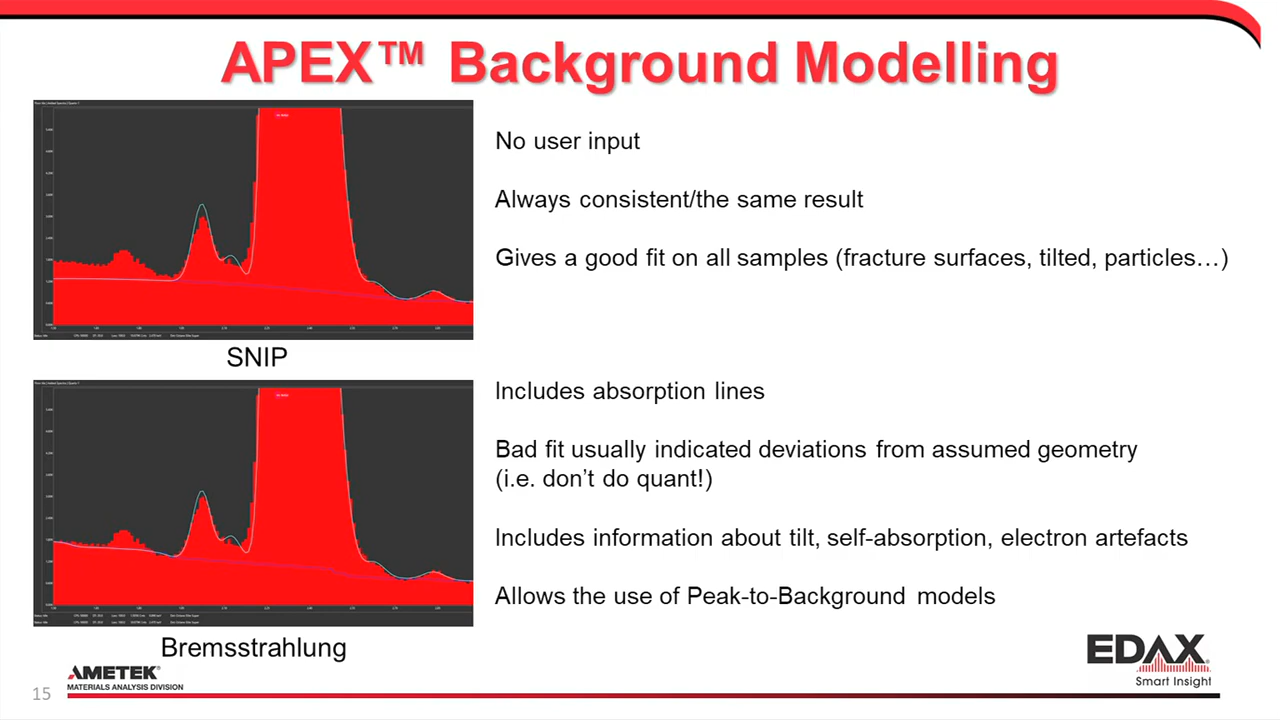 APEX™ Background Modelling
No user input
Always consistent/the same result
Gives a good fit on all samples (fracture surfaces, tilted, particles…)
SNIP
Includes absorption lines
Bad fit usually indicated deviations from assumed geometry
(i.e. don’t do quant!)
Includes information about tilt, self-absorption, electron artefacts
Allows the use of Peak-to-Background models
Bremsstrahlung
EDAX
Smart Insight
AMETEK®
MATERIALS ANALYSIS DIVISION
15